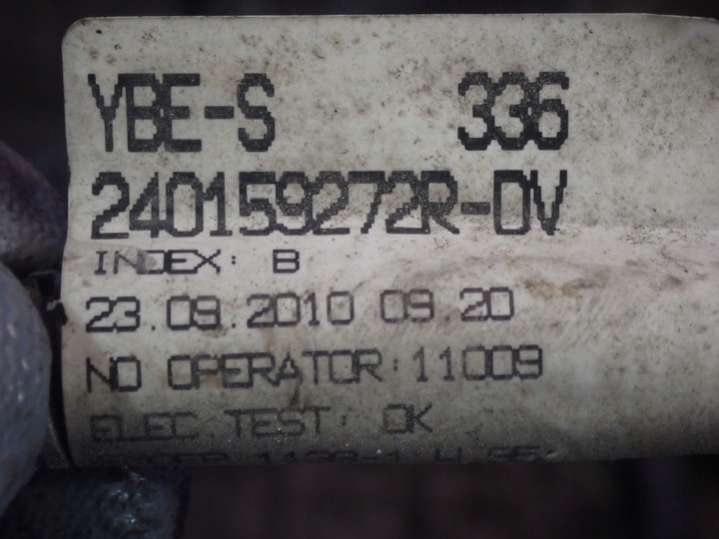 YBE-S 336
240159272R-DV
INDEX: B
23.09.2010 09.20
NO OPERATOR:11009
ELEC.TEST: OK